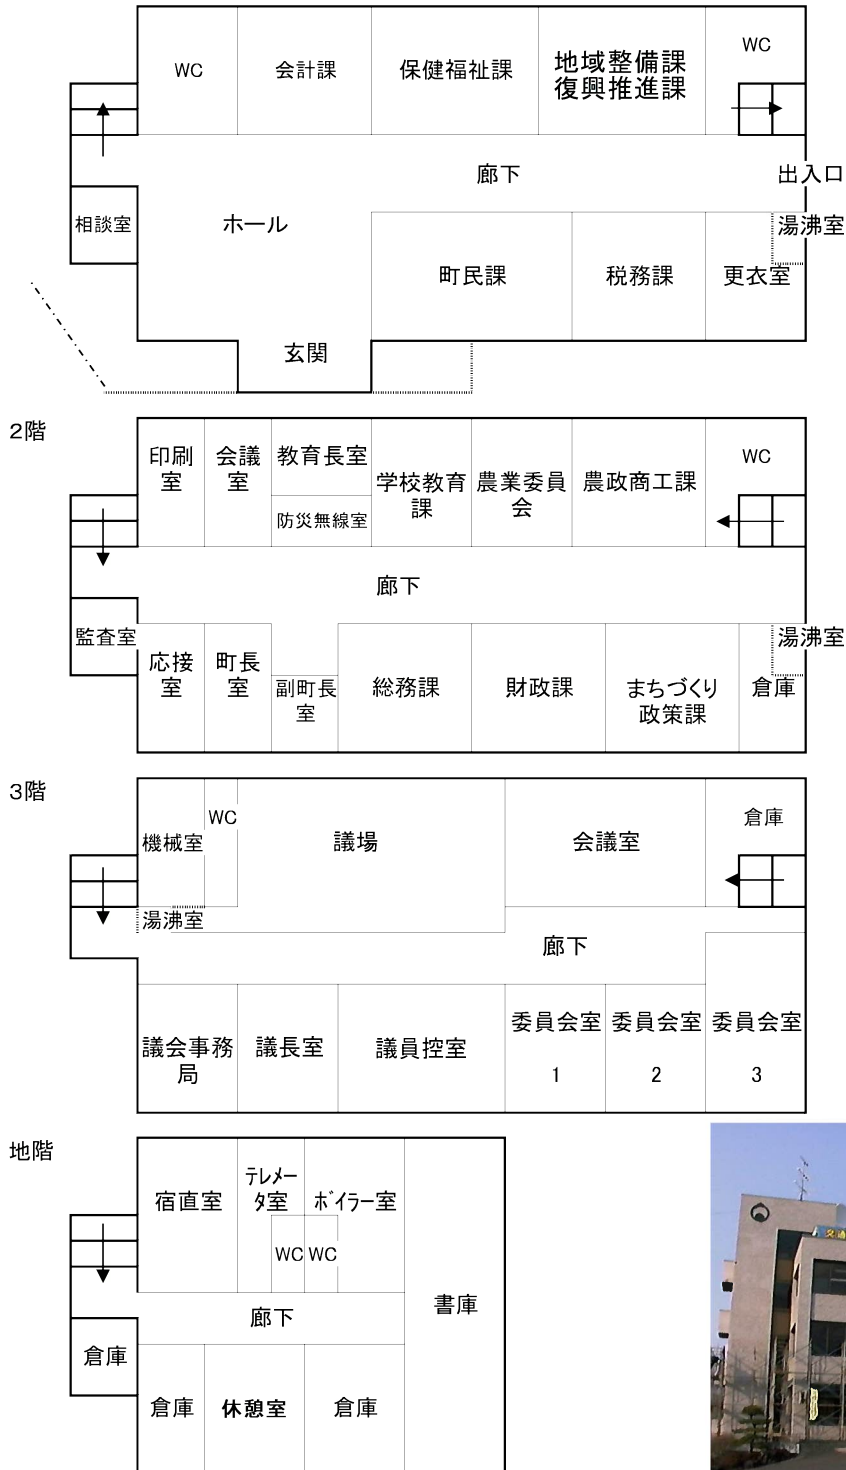 WC
会計課
保健福祉課
地域整備課
復興推進課
WC
廊下
出入口
相談室
ホール
湯沸室
町民課
税務課
更衣室
玄関
2階
印刷
室
会議
室
教育長室
防災無線室
学校教育
課
農業委員
会
農政商工課
WC
廊下
監査室
応接
室
町長
室
副町長
室
総務課
財政課
まちづくり
政策課
湯沸室
倉庫
3階
機械室
WC
議場
会議室
倉庫
湯沸室
廊下
議会事務
局
議長室
議員控室
委員会室
1
委員会室
2
委員会室
3
地階
宿直室
テレメー
タ室
ボイラー室
WC
WC
書庫
廊下
倉庫
倉庫
休憩室
倉庫